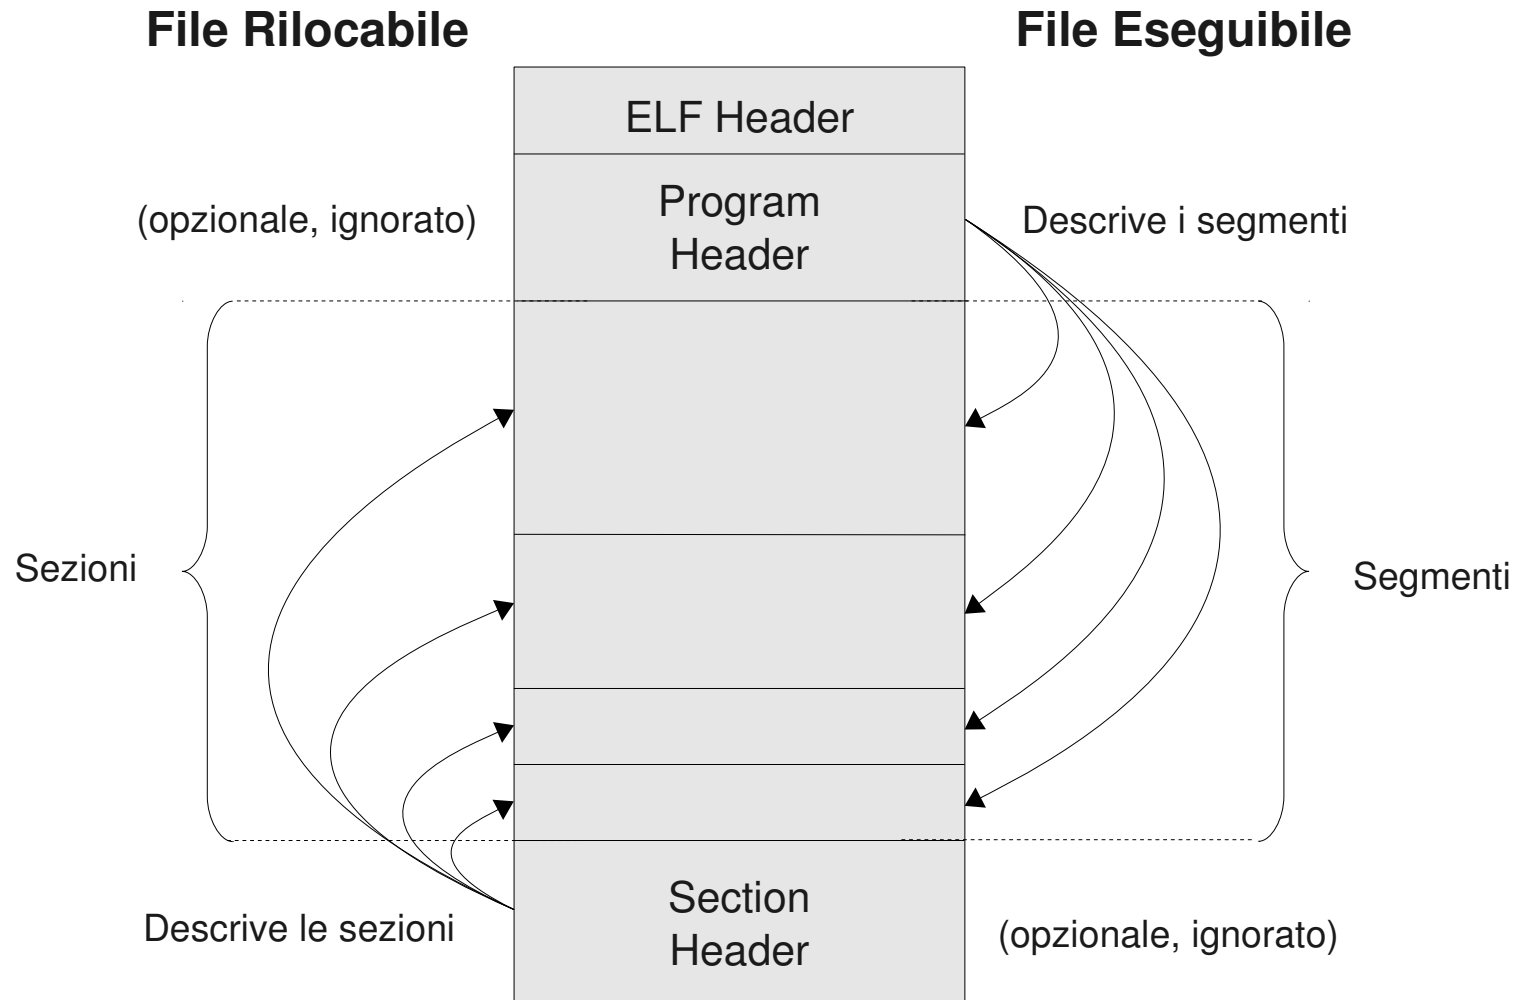 File Rilocabile
File Eseguibile
ELF Header
(opzionale, ignorato)
Program
Header
Descrive i segmenti
Sezioni
Segmenti
Descrive le sezioni
Section
Header
(opzionale, ignorato)